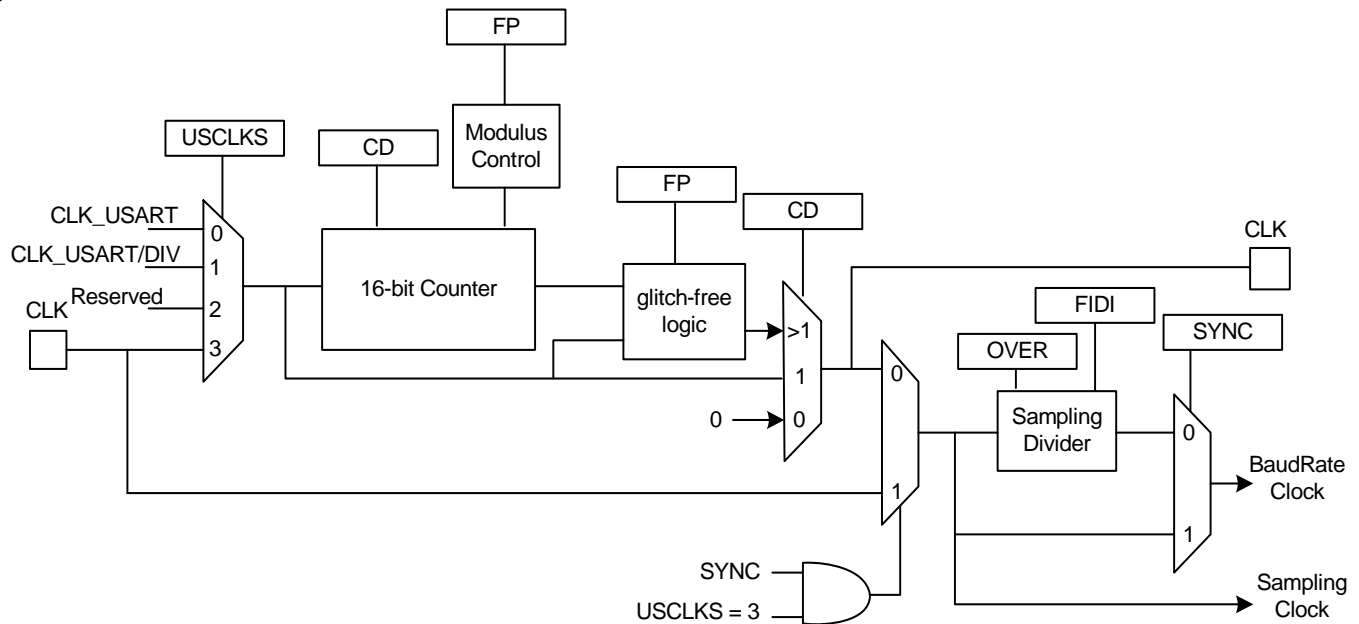 FP
USCLKS
CD
Modulus
Control
FP
CD
CLK_USART
CLK_USART/DIV
Reserved
CLK
0
1
2
3
16-bit Counter
glitch-free
logic
>1
1
0
0
CLK
FIDI
OVER
SYNC
0
1
Sampling
Divider
0
1
BaudRate
Clock
SYNC
USCLKS = 3
Sampling
Clock